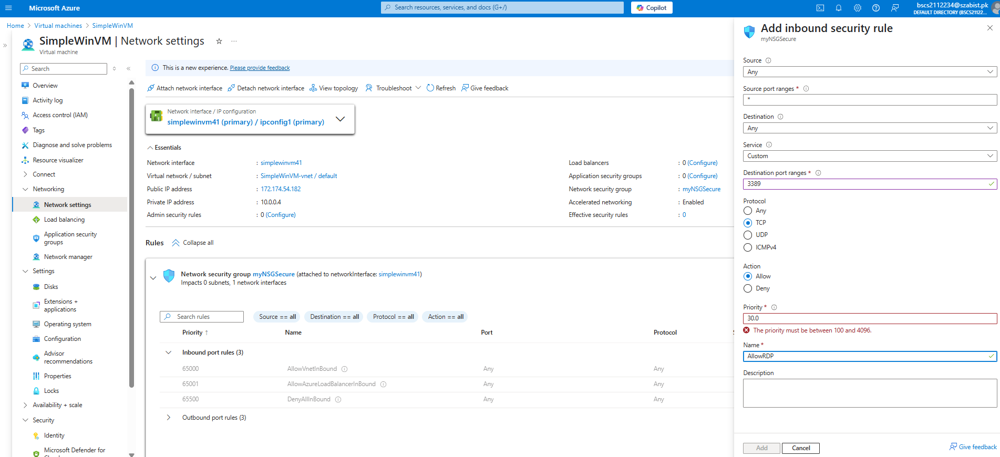 Microsoft Azure
Search resources, services, and docs (G+/)
Copilot
bscs2112234@szabist.pk
DEFAULT DIRECTORY (BSCS21122...
Home > Virtual machines > SimpleWinVM
SimpleWinVM | Network settings
Virtual machine
Search
Overview
Activity log
Access control (IAM)
Tags
Diagnose and solve problems
Resource visualizer
Connect
Networking
Network settings
Load balancing
Application security
groups
Network manager
Settings
Disks
Extensions +
applications
Operating system
Configuration
Advisor
recommendations
Properties
Locks
Availability + scale
Security
Identity
Microsoft Defender for
This is a new experience. Please provide feedback
Attach network interface Detach network interface View topology Troubleshoot Refresh Give feedback
Network interface / IP configuration
simplewinvm41 (primary) / ipconfig1 (primary)
Essentials
Network interface : simplewinvm41
Virtual network / subnet : SimpleWinVM-vnet / default
Public IP address : 172.174.54.182
Private IP address : 10.0.0.4
Admin security rules : 0 (Configure)
Load balancers : 0 (Configure)
Application security groups : 0 (Configure)
Network security group : myNSGSecure
Accelerated networking : Enabled
Effective security rules : 0
Rules Collapse all
Network security group myNSGSecure (attached to networkInterface: simplewinvm41)
Impacts 0 subnets, 1 network interfaces
Search rules Source == all Destination == all Protocol == all Action == all
Priority ↑ Name Port Protocol
Inbound port rules (3)
65000 AllowVnetInBound Any Any
65001 AllowAzureLoadBalancerInBound Any Any
65500 DenyAllInBound Any Any
Outbound port rules (3)
Add inbound security rule
myNSGSecure
Source
Any
Source port ranges *
*
Destination
Any
Service
Custom
Destination port ranges *
3389
Protocol
Any
TCP
UDP
ICMPv4
Action
Allow
Deny
Priority *
30.0
The priority must be between 100 and 4096.
Name *
AllowRDP
Description
Add Cancel Give feedback